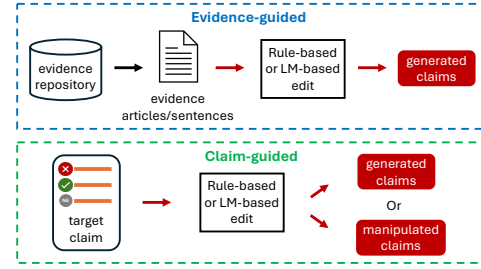 Evidence-guided
evidence
repository
evidence
articles/sentences
Rule-based
or LM-based
edit
generated
claims
Claim-guided
NE
target
claim
Rule-based
or LM-based
edit
generated
claims
Or
manipulated
claims